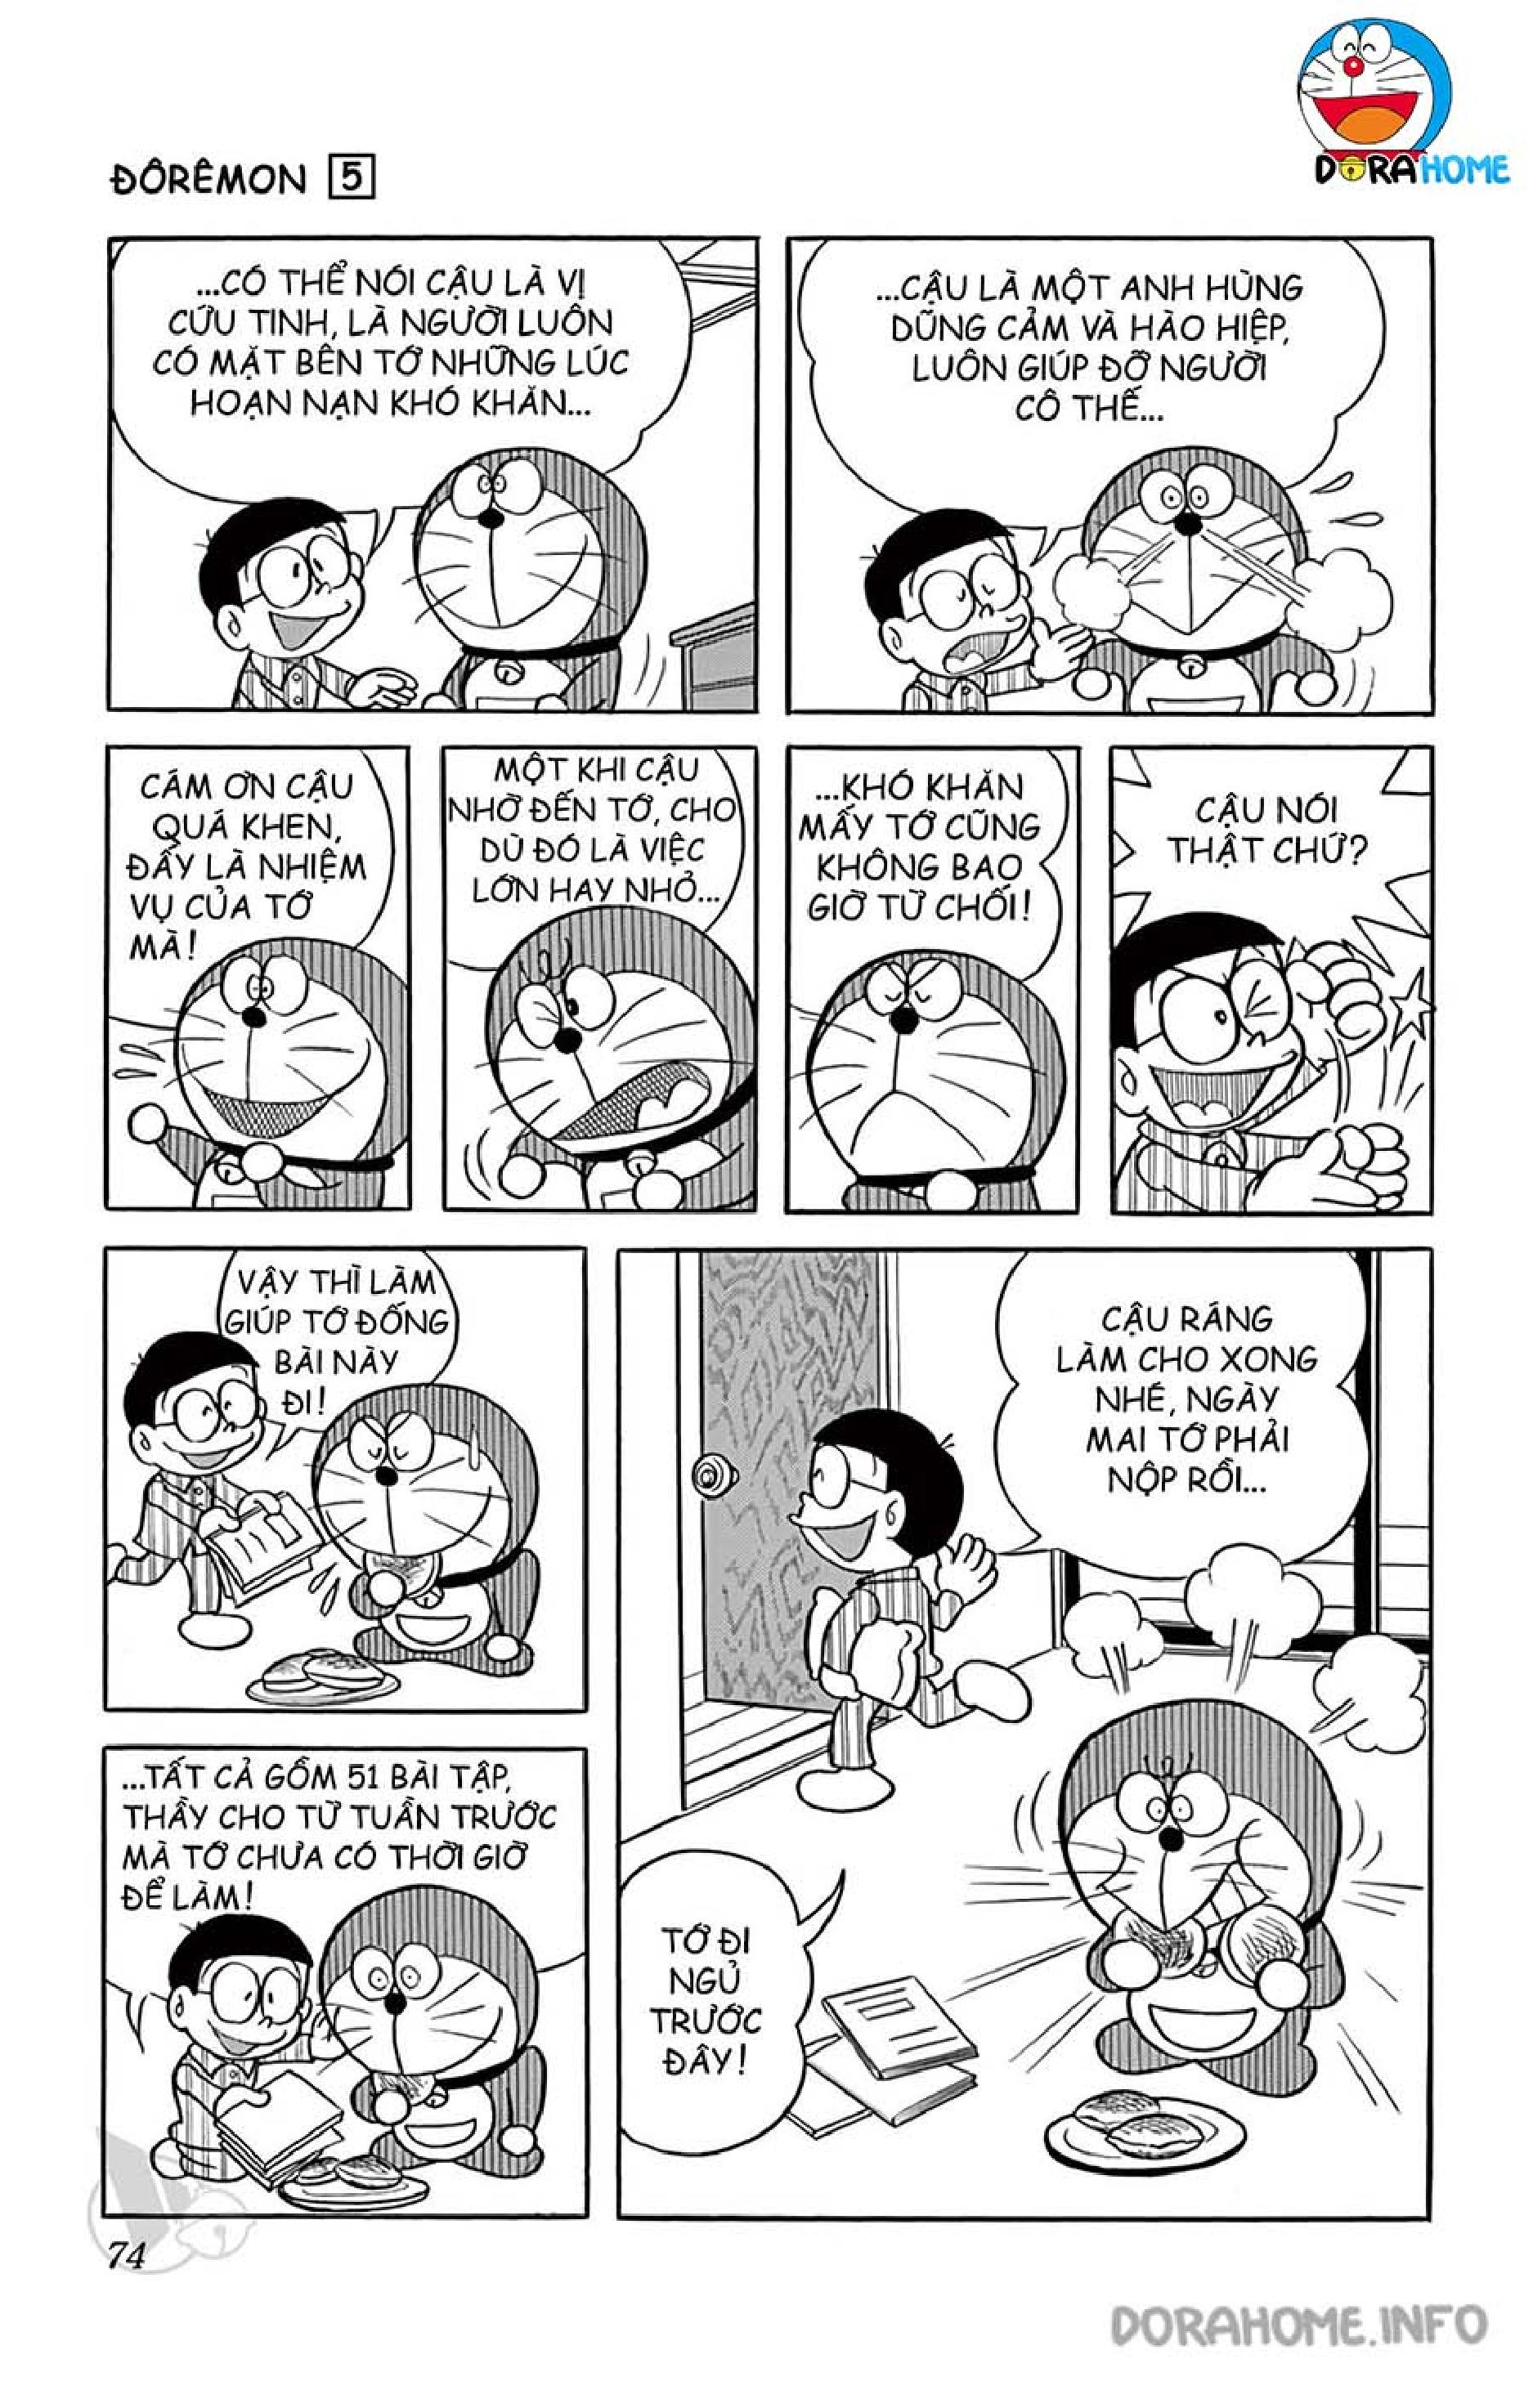 DORAHOME
ĐÔRÊMON 5
...CÓ THỂ NÓI CẬU LÀ VỊ
CỨU TINH, LÀ NGƯỜI LUÔN
CÓ MẶT BÊN TỚ NHỮNG LÚC
HOẠN NẠN KHÓ KHĂN...
...CẬU LÀ MỘT ANH HÙNG
DŨNG CẢM VÀ HÀO HIỆP,
LUÔN GIÚP ĐỠ NGƯỜI
CÔ THẾ...
CÁM ƠN CẬU
QUÁ KHEN,
ĐẤY LÀ NHIỆM
VỤ CỦA TỚ
MÀ!
MỘT KHI CẬU
NHỜ ĐẾN TỚ, CHO
DÙ ĐÓ LÀ VIỆC
LỚN HAY NHỎ...
...KHÓ KHĂN
MẤY TỚ CŨNG
KHÔNG BAO
GIỜ TỪ CHỐI!
CẬU NÓI
THẬT CHỨ?
VẬY THÌ LÀM
GIÚP TỚ ĐỐNG
BÀI NÀY
ĐI!
...TẤT CẢ GỒM 51 BÀI TẬP,
THẦY CHO TỪ TUẦN TRƯỚC
MÀ TỚ CHƯA CÓ THỜI GIỜ
ĐỂ LÀM!
CẬU RÁNG
LÀM CHO XONG
NHÉ, NGÀY
MAI TỚ PHẢI
NỘP RỒI...
TỚ ĐI
NGỦ
TRƯỚC
ĐÂY!
74
DORAHOME.INFO